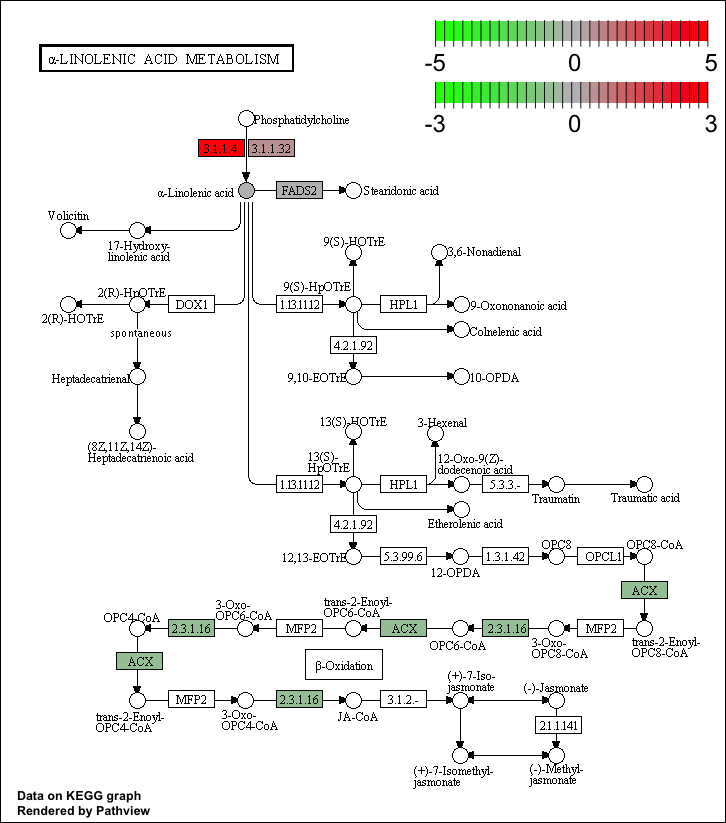 -5 0 5
α-LINOLENIC ACID METABOLISM
-3 0 3
Phosphatidylcholine
3.1.1.4 3.1.1.32
α-Linolenic acid FADS2 Stearidonic acid
Volicitin
17-Hydroxy-
linolenic acid
9(S)-HOTrE
3,6-Nonadienal
2(R)-HpOTrE
DOX1
9(S)-HpOTrE
1.13.11.12
HPL1
9-Oxononanoic acid
2(R)-HOTrE
spontaneous
Colnelenic acid
4.2.1.92
Heptadecatrienal
9,10-EOTrE
10-OPDA
13(S)-HOTrE
3-Hexenal
(8Z,11Z,14Z)-
Heptadecatrienoic acid
13(S)-
HpOTrE
12-Oxo-9(Z)-
dodecenoic acid
1.13.11.12
HPL1
5.3.3.-
Traumatin
Traumatic acid
4.2.1.92
Etherolenic acid
12,13-EOTrE
5.3.99.6
12-OPDA
1.3.1.42
OPC8
OPCL1
OPC8-CoA
ACX
OPC4-CoA
2.3.1.16
3-Oxo-
OPC6-CoA
MFP2
trans-2-Enoyl-
OPC6-CoA
ACX
OPC6-CoA
2.3.1.16
3-Oxo-
OPC8-CoA
MFP2
trans-2-Enoyl-
OPC8-CoA
ACX
β-Oxidation
trans-2-Enoyl-
OPC4-CoA
MFP2
3-Oxo-
OPC4-CoA
2.3.1.16
JA-CoA
3.1.2.-
(+)-7-Iso-
jasmonate
(-)-Jasmonate
2.1.1.141
(+)-7-Isomethyl-
jasmonate
(-)-Methyl-
jasmonate
Data on KEGG graph
Rendered by Pathview